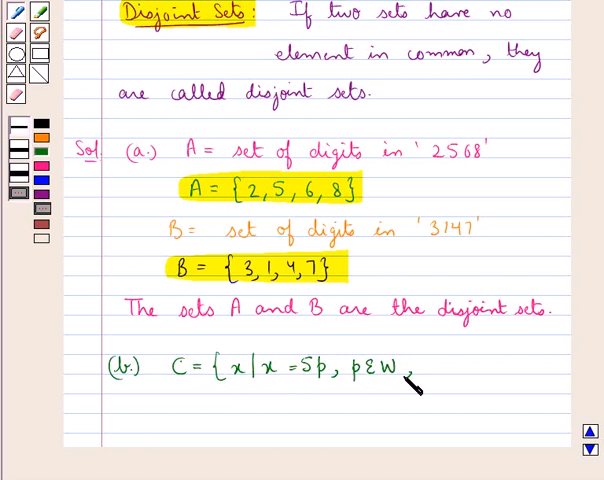 Disjoint Sets: If two sets have no
element in common, they
are called disjoint sets.
Sol. (a.) A = set of digits in '2568'
A = {2, 5, 6, 8}
B = set of digits in '3147'
B = {3, 1, 4, 7}
The sets A and B are the disjoint sets.
(b.) C = { x | x = 5p, p ε W,